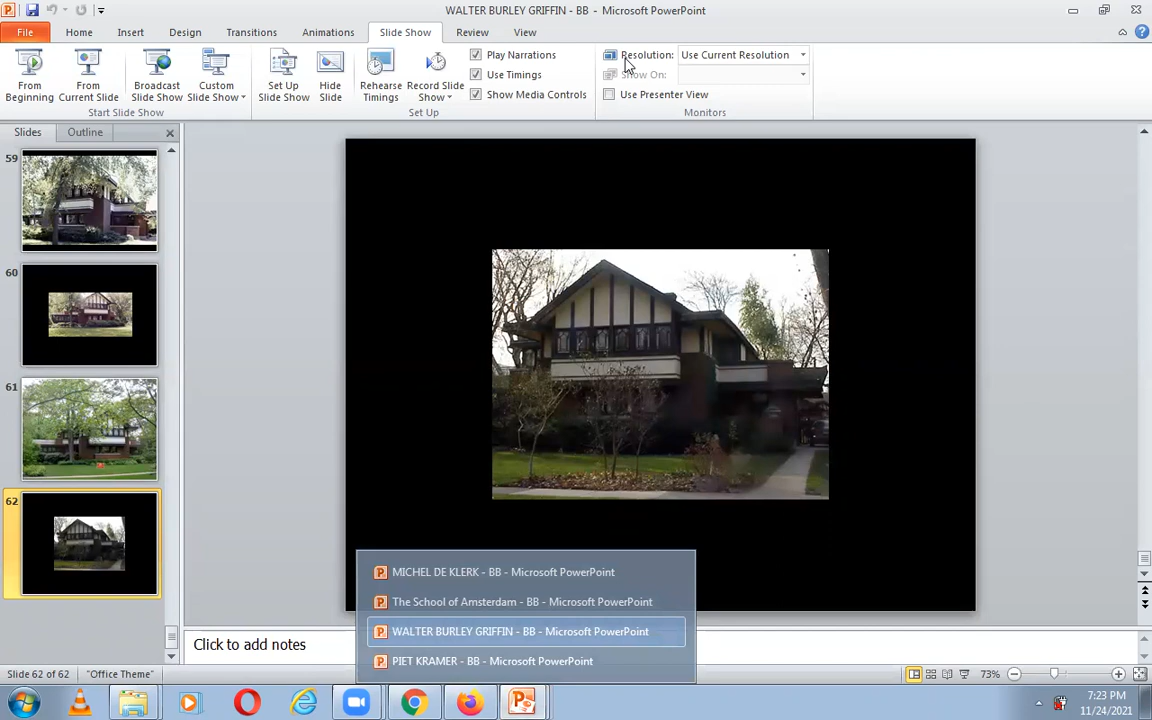 WALTER BURLEY GRIFFIN - BB - Microsoft PowerPoint
File Home Insert Design Transitions Animations Slide Show Review View
From Beginning
From Current Slide
Broadcast Slide Show
Custom Slide Show
Start Slide Show
Set Up Slide Show
Hide Slide
Rehearse Timings
Record Slide Show
Play Narrations
Use Timings
Show Media Controls
Set Up
Resolution: Use Current Resolution
Show On:
Use Presenter View
Monitors
Slides Outline
59
60
61
62
MICHEL DE KLERK - BB - Microsoft PowerPoint
The School of Amsterdam - BB - Microsoft PowerPoint
WALTER BURLEY GRIFFIN - BB - Microsoft PowerPoint
PIET KRAMER - BB - Microsoft PowerPoint
Click to add notes
Slide 62 of 62 "Office Theme" 73%
7:23 PM
11/24/2021